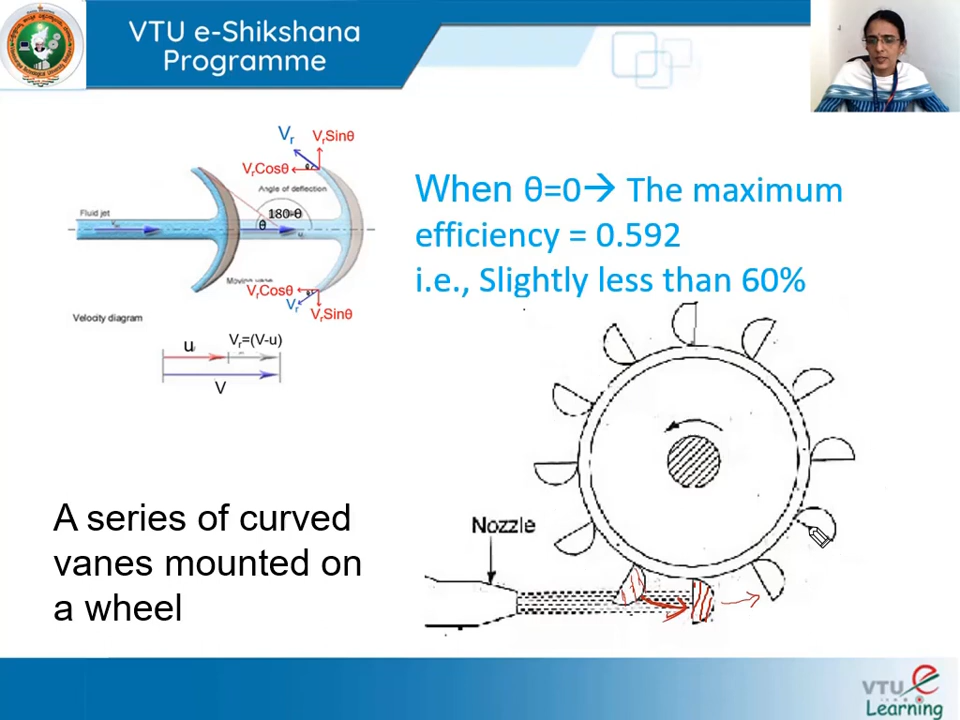 VTU e-Shikshana
Programme
Vr VrSinθ
VrCosθ
θ
Angle of deflection
Fluid jet
180-θ
θ
Moving vane
VrCosθ
Vr
VrSinθ
Velocity diagram
u
Vr=(V-u)
V
When θ=0→ The maximum
efficiency = 0.592
i.e., Slightly less than 60%
A series of curved
vanes mounted on
a wheel
Nozzle
VTU e
Learning